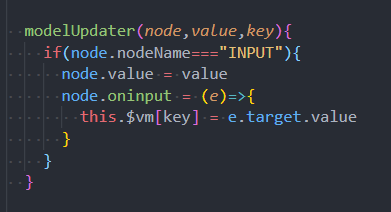 modelUpdater(node,value,key){
if(node.nodeName==="INPUT"){
node.value = value
node.oninput = (e)=>{
this.$vm[key] = e.target.value
}
}
}